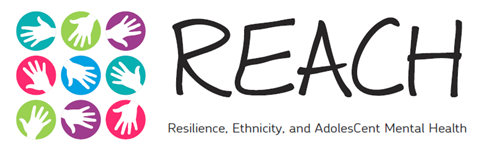 REACH
Resilience, Ethnicity, and AdolesCent Mental Health